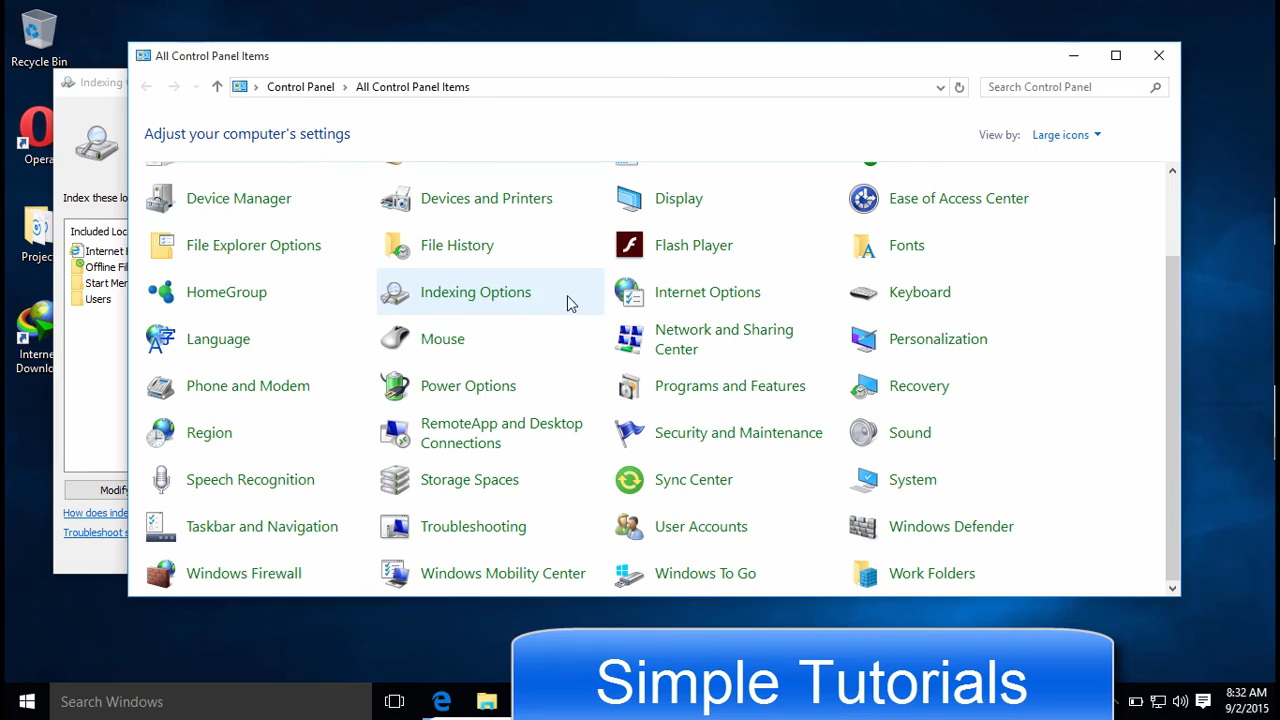 Recycle Bin
All Control Panel Items
Indexing
Control Panel
All Control Panel Items
Search Control Panel
Adjust your computer's settings
View by:
Large icons
Opera
Index these lo
Included Loc
Internet
Offline Fil
Start Mer
Users
Projec
Internet
Downlo
Modify
How does inde
Troubleshoot s
Device Manager
Devices and Printers
Display
Ease of Access Center
File Explorer Options
File History
Flash Player
Fonts
HomeGroup
Indexing Options
Internet Options
Keyboard
Language
Mouse
Network and Sharing
Center
Personalization
Phone and Modem
Power Options
Programs and Features
Recovery
Region
RemoteApp and Desktop
Connections
Security and Maintenance
Sound
Speech Recognition
Storage Spaces
Sync Center
System
Taskbar and Navigation
Troubleshooting
User Accounts
Windows Defender
Windows Firewall
Windows Mobility Center
Windows To Go
Work Folders
Simple Tutorials
Search Windows
8:32 AM
9/2/2015